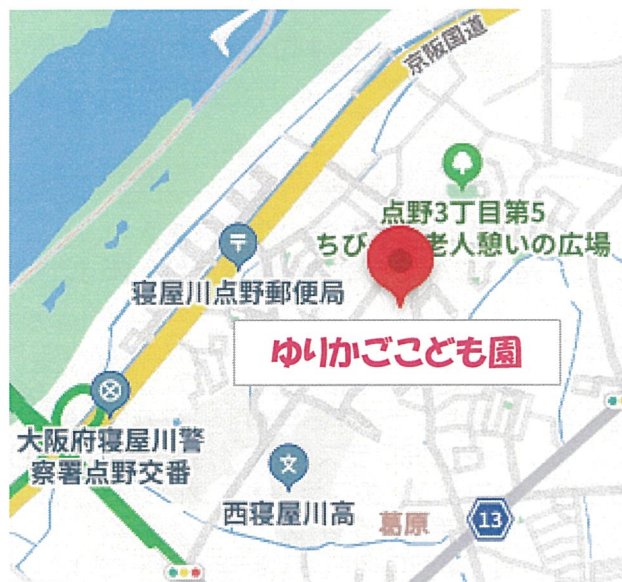 京阪国道
点野3丁目第5
ちび 老人憩いの広場
寝屋川点野郵便局
ゆりかごこども園
大阪府寝屋川警
察署点野交番
西寝屋川高
葛原
13